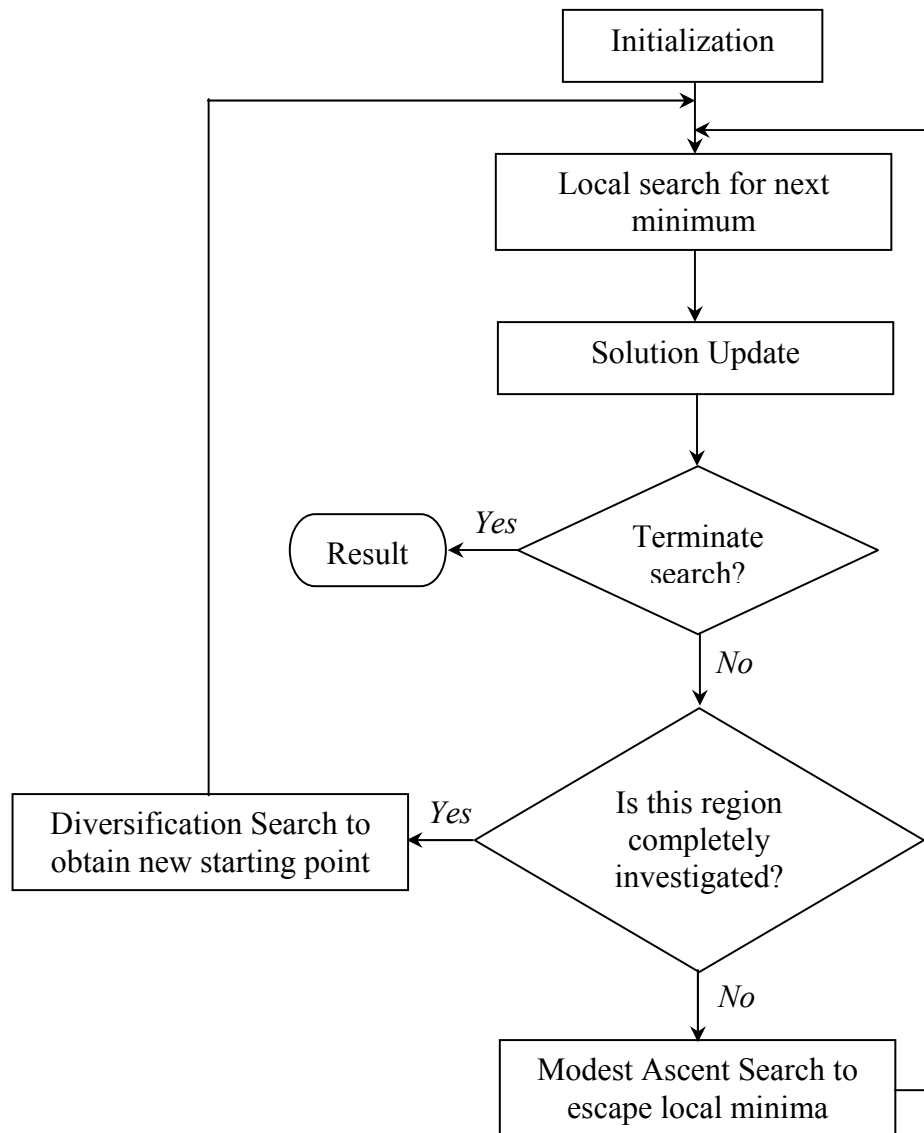 Initialization
Local search for next
minimum
Solution Update
Yes
Result
Terminate
search?
No
Diversification Search to
obtain new starting point
Yes
Is this region
completely
investigated?
No
Modest Ascent Search to
escape local minima